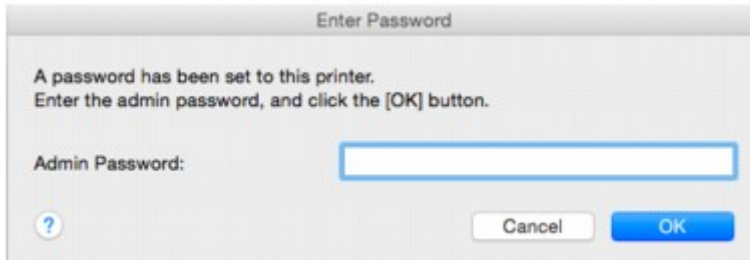 Enter Password
A password has been set to this printer.
Enter the admin password, and click the [OK] button.
Admin Password:
?
Cancel
OK